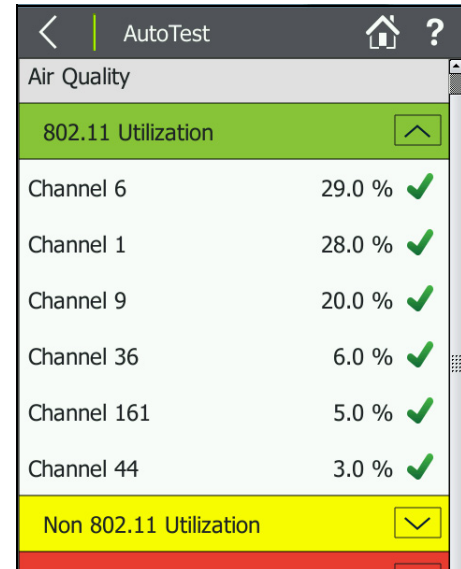 AutoTest ?
Air Quality
802.11 Utilization
Channel 6 29.0 %
Channel 1 28.0 %
Channel 9 20.0 %
Channel 36 6.0 %
Channel 161 5.0 %
Channel 44 3.0 %
Non 802.11 Utilization